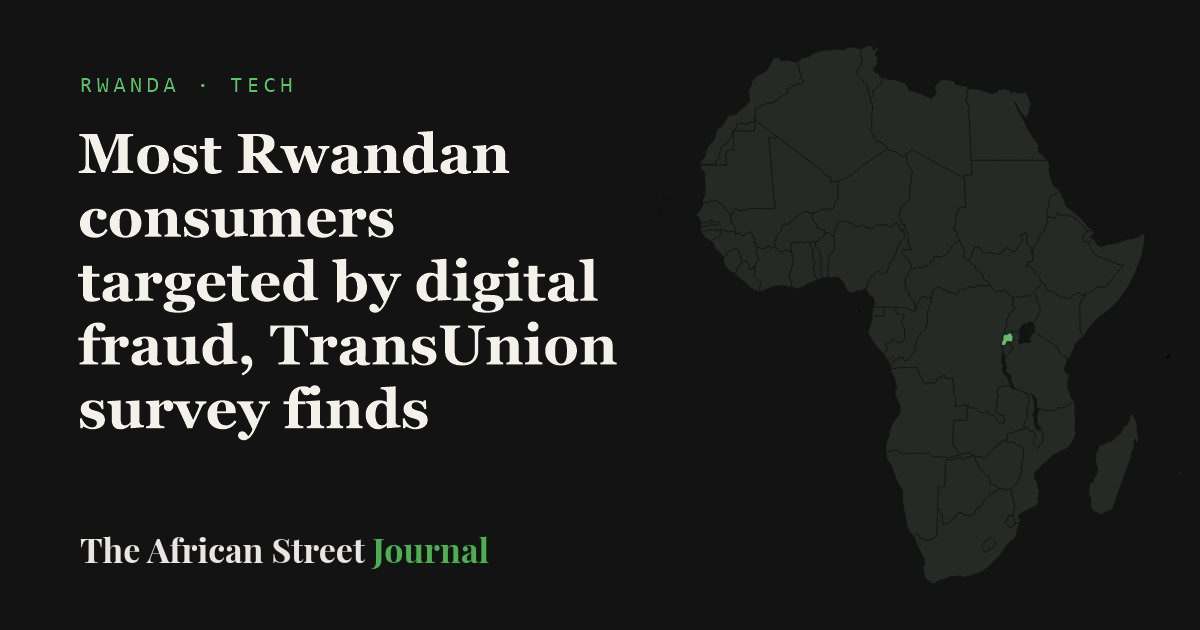 RWANDA · TECH
Most Rwandan
consumers
targeted by digital
fraud, TransUnion
survey finds
The African Street Journal